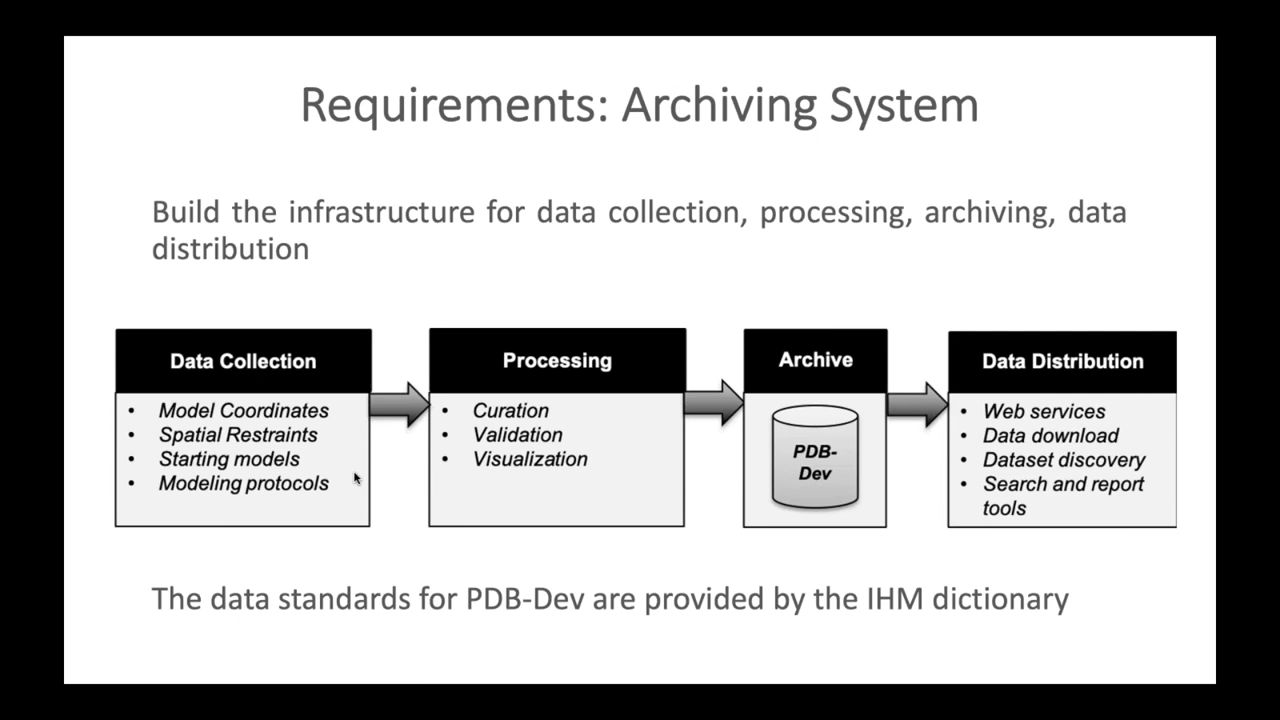 Requirements: Archiving System
Build the infrastructure for data collection, processing, archiving, data
distribution
Data Collection
• Model Coordinates
• Spatial Restraints
• Starting models
• Modeling protocols
Processing
• Curation
• Validation
• Visualization
Archive
PDB-
Dev
Data Distribution
• Web services
• Data download
• Dataset discovery
• Search and report
tools
The data standards for PDB-Dev are provided by the IHM dictionary